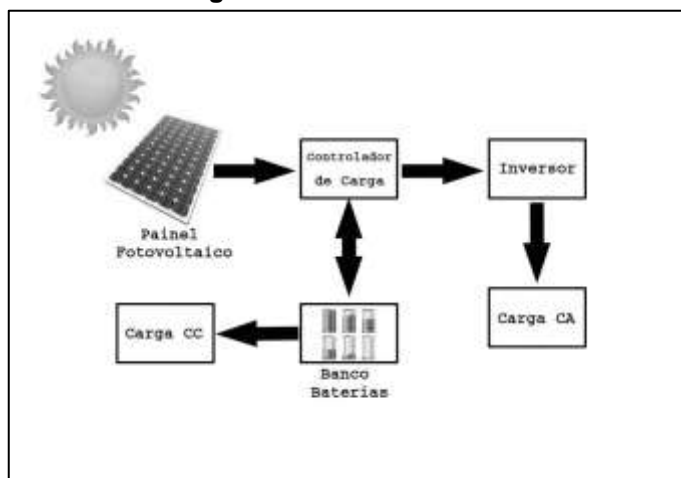 Painel
Fotovoltaico
Controlador
de Carga
Inversor
Carga CC
Banco
Baterias
Carga CA